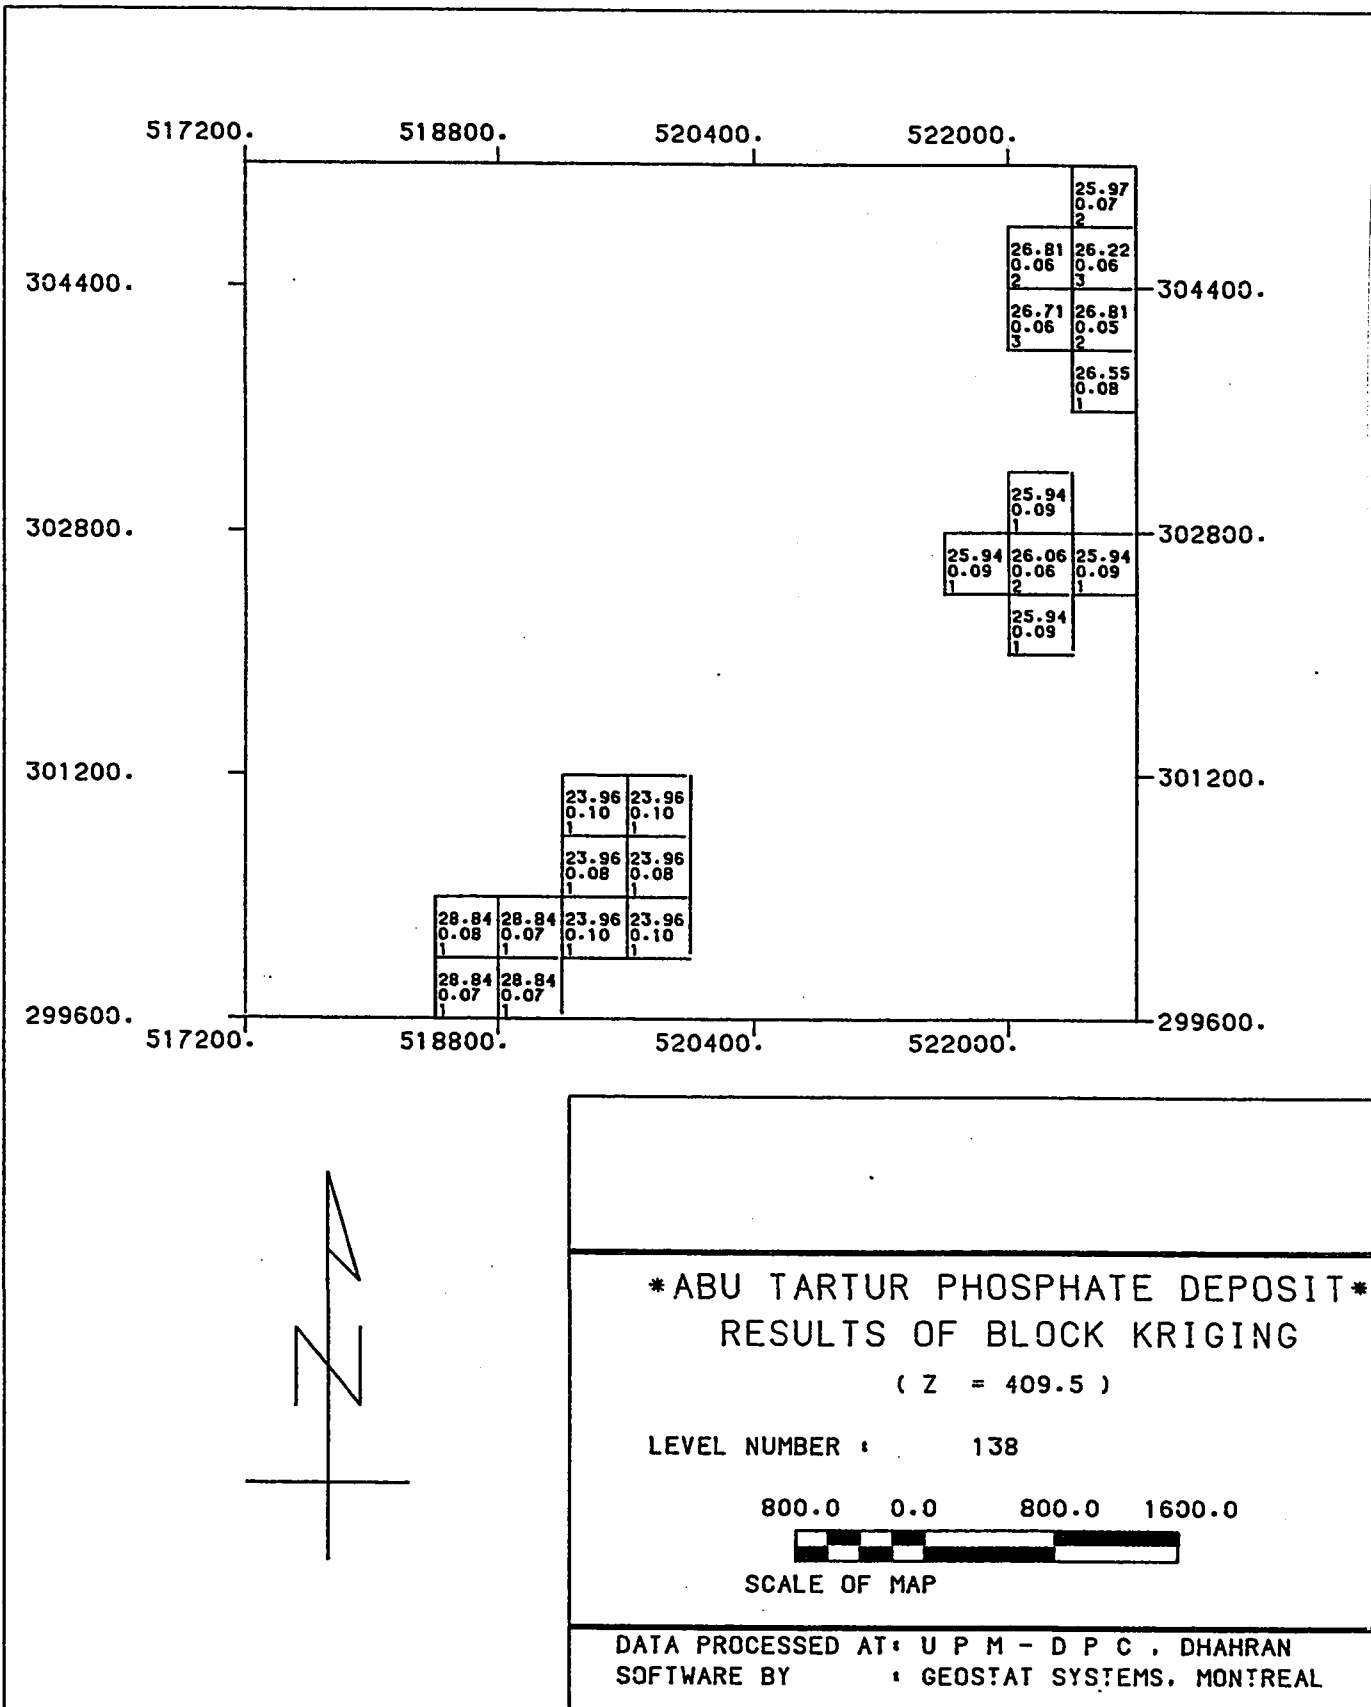 517200. 518800. 520400. 522000.
25.97
0.07
2
26.81 26.22
0.06 0.06
2 3
304400. 304400.
26.71 26.81
0.06 0.05
3 2
26.55
0.08
1
25.94
0.09
1
302800. 302800.
25.94 26.06 25.94
0.09 0.06 0.09
1 2 1
25.94
0.09
1
301200. 301200.
23.96 23.96
0.10 0.10
1 1
23.96 23.96
0.08 0.08
1 1
28.84 28.84 23.96 23.96
0.08 0.07 0.10 0.10
1 1 1 1
28.84 28.84
0.07 0.07
1 1
299600. 299600.
517200. 518800. 520400. 522000.
N
*ABU TARTUR PHOSPHATE DEPOSIT*
RESULTS OF BLOCK KRIGING
( Z = 409.5 )
LEVEL NUMBER : 138
800.0 0.0 800.0 1600.0
SCALE OF MAP
DATA PROCESSED AT: U P M - D P C , DHAHRAN
SOFTWARE BY : GEOSTAT SYSTEMS, MONTREAL